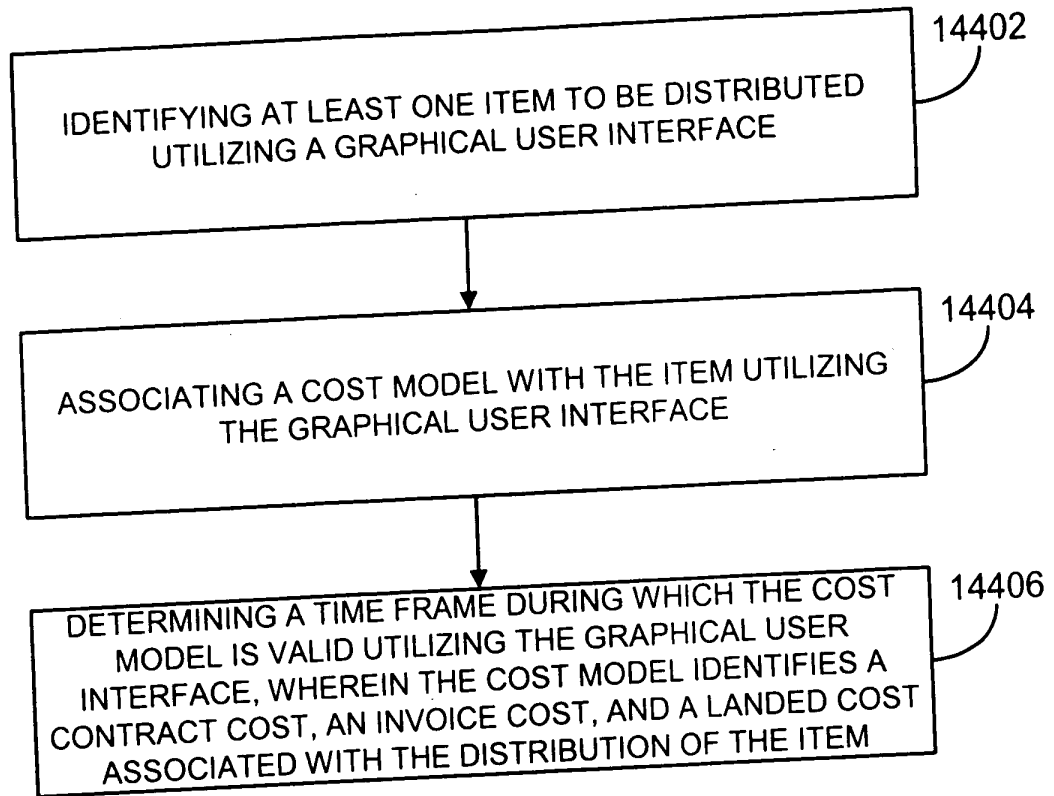 14402
IDENTIFYING AT LEAST ONE ITEM TO BE DISTRIBUTED
UTILIZING A GRAPHICAL USER INTERFACE
14404
ASSOCIATING A COST MODEL WITH THE ITEM UTILIZING
THE GRAPHICAL USER INTERFACE
14406
DETERMINING A TIME FRAME DURING WHICH THE COST
MODEL IS VALID UTILIZING THE GRAPHICAL USER
INTERFACE, WHEREIN THE COST MODEL IDENTIFIES A
CONTRACT COST, AN INVOICE COST, AND A LANDED COST
ASSOCIATED WITH THE DISTRIBUTION OF THE ITEM